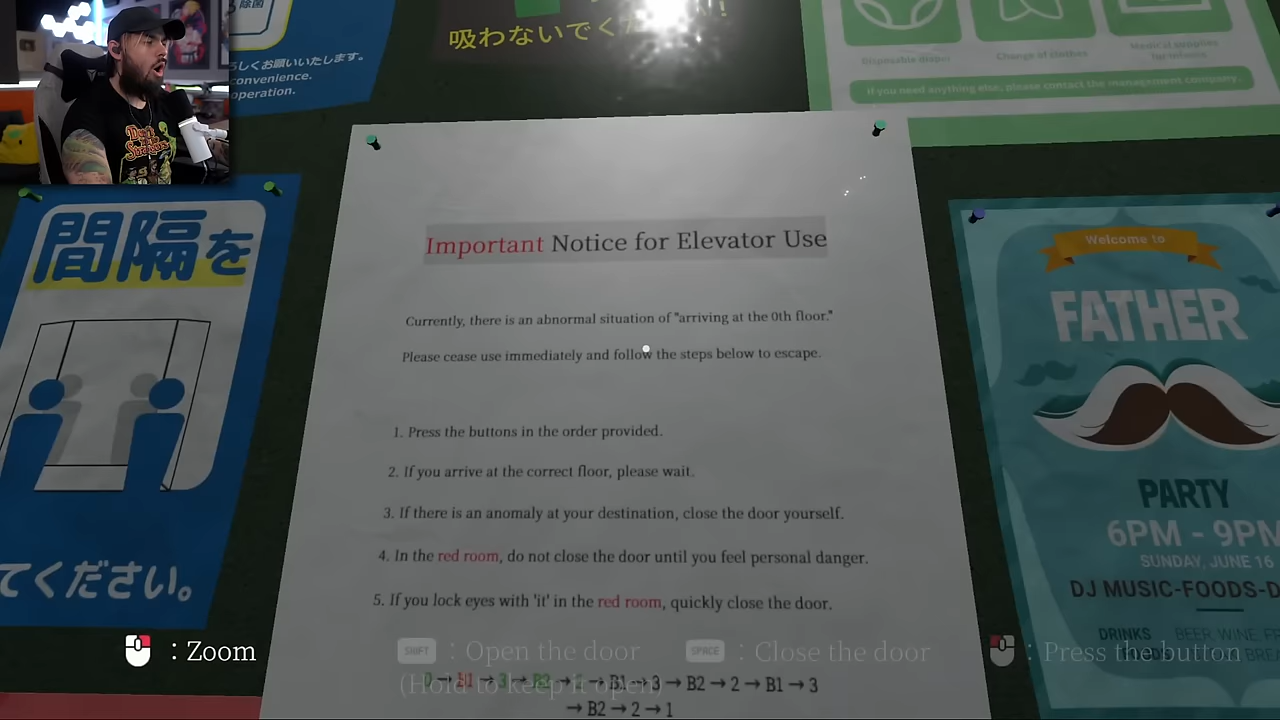 除菌
ろしくお願いいたします。
convenience.
operation.
吸わないでく
Disposable diaper
Change of clothes
If you need anything else, please contact the management company.
間隔を
てください。
Important Notice for Elevator Use
Currently, there is an abnormal situation of "arriving at the 0th floor."
Please cease use immediately and follow the steps below to escape.
1. Press the buttons in the order provided.
2. If you arrive at the correct floor, please wait.
3. If there is an anomaly at your destination, close the door yourself.
4. In the red room, do not close the door until you feel personal danger.
5. If you lock eyes with 'it' in the red room, quickly close the door.
→ B1 → 3 → B2 → 2 → B1 → 3
→ B2 → 2 → 1
Welcome to
FATHER
PARTY
6PM - 9PM
SUNDAY, JUNE 16
DJ MUSIC-FOODS-D
DRINKS BEER, WINE
: Zoom
SHIFT : Open the door
(Hold to keep it open)
SPACE : Close the door
: Press the button